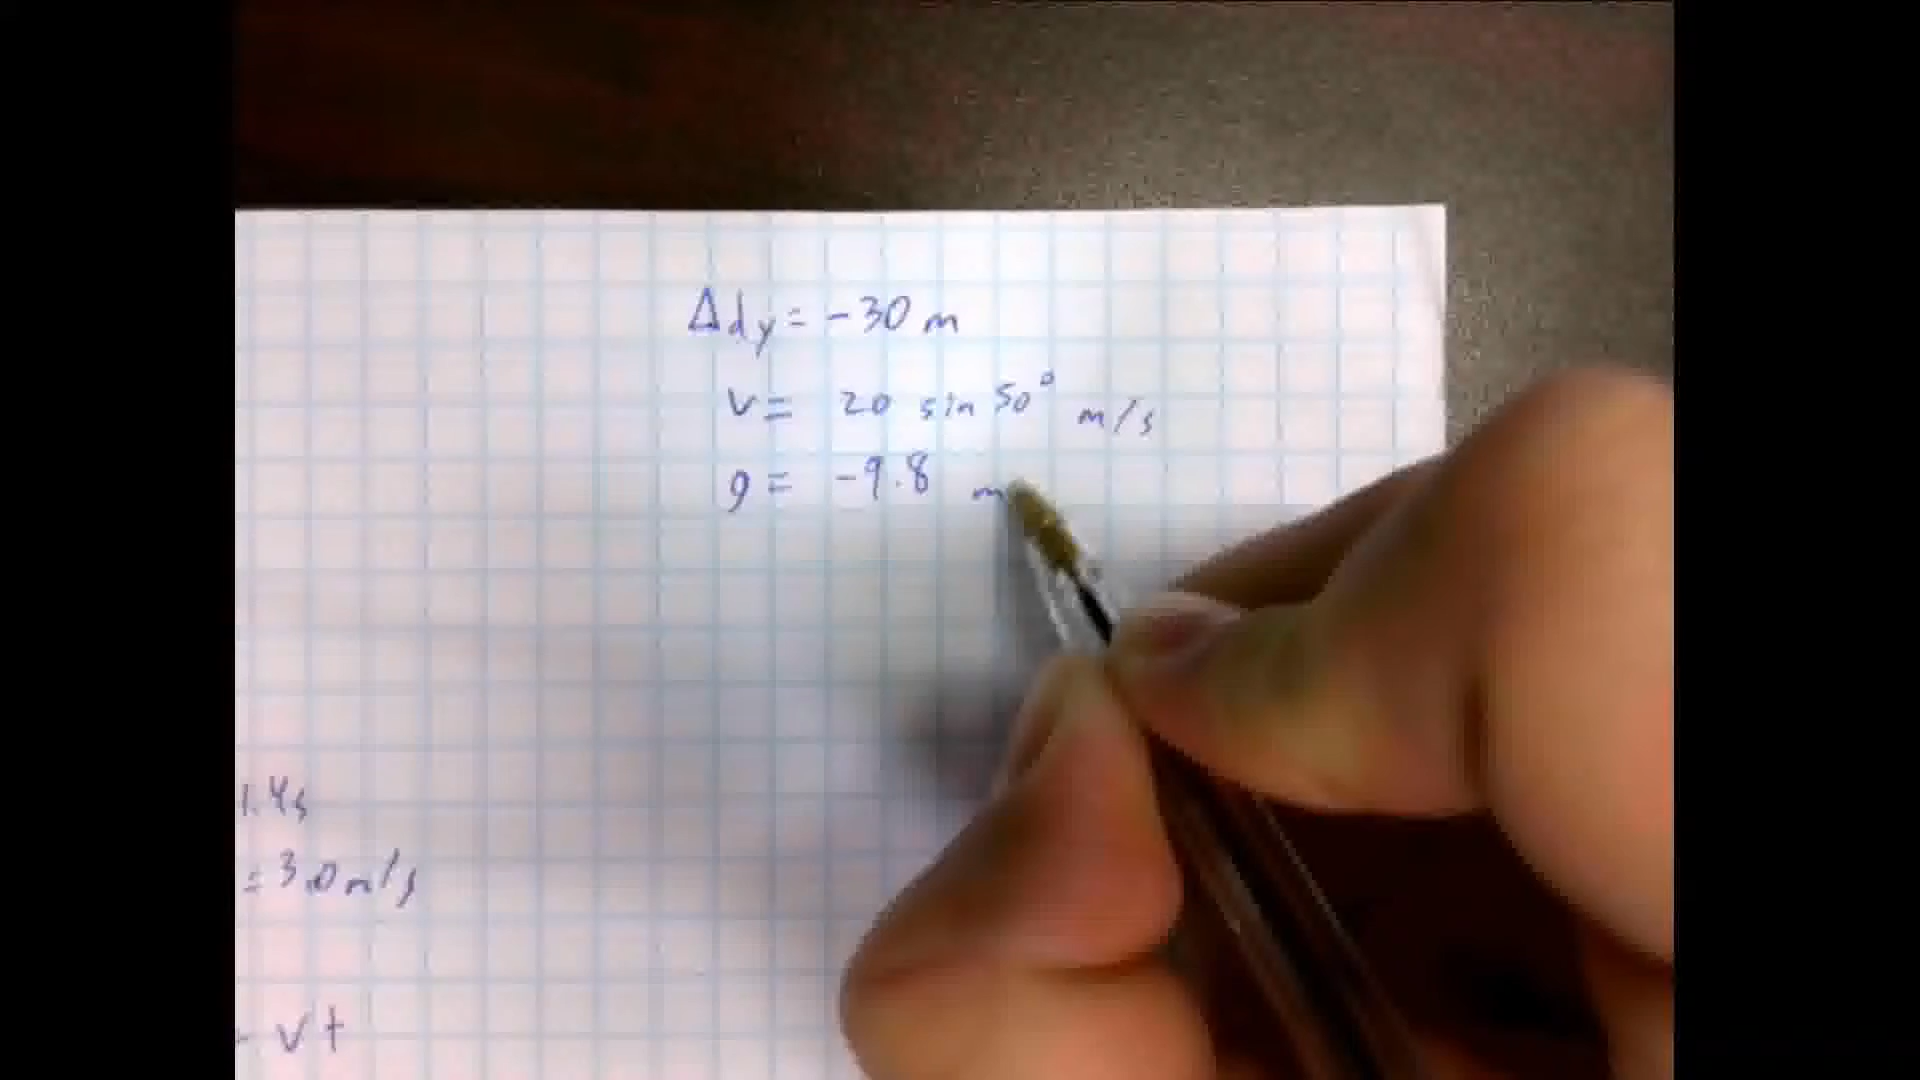 Δdy = -30 m
v = 20 sin 50° m/s
g = -9.8 m
1.4s
= 3.0 m/s
vt